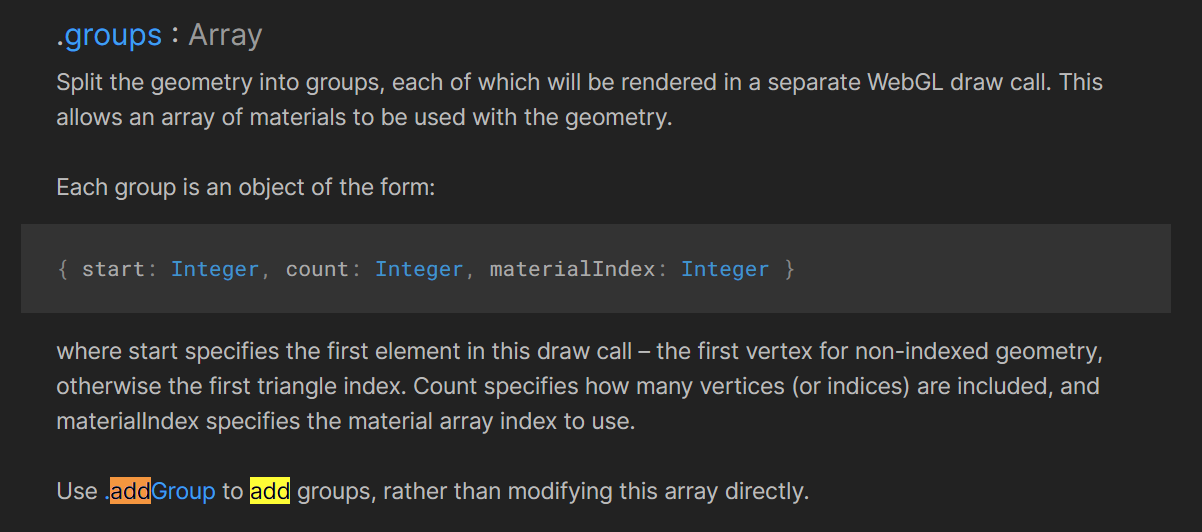 .groups : Array
Split the geometry into groups, each of which will be rendered in a separate WebGL draw call. This
allows an array of materials to be used with the geometry.
Each group is an object of the form:
{ start: Integer, count: Integer, materialIndex: Integer }
where start specifies the first element in this draw call – the first vertex for non-indexed geometry,
otherwise the first triangle index. Count specifies how many vertices (or indices) are included, and
materialIndex specifies the material array index to use.
Use .addGroup to add groups, rather than modifying this array directly.